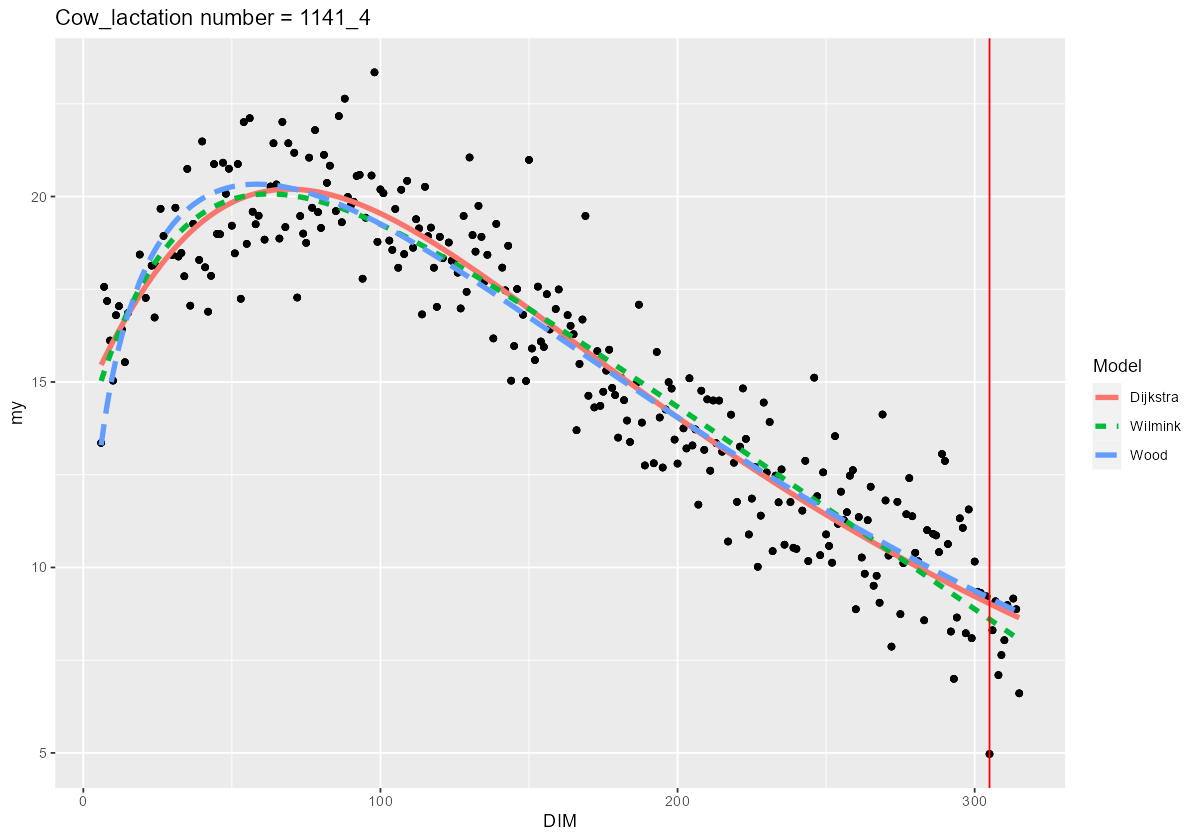 Cow_lactation number = 1141_4
my
20
15
10
5
0
100
200
300
DIM
Model
Dijkstra
Wilmink
Wood